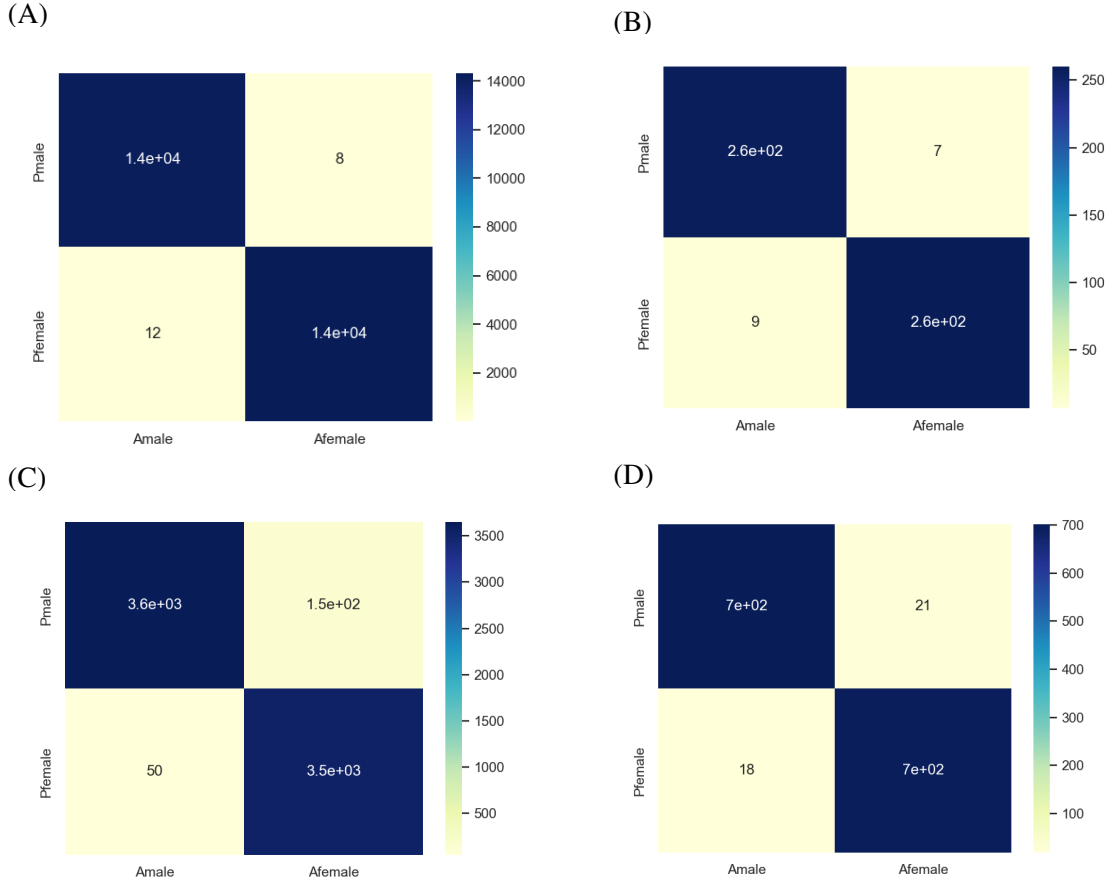 (A)
Pmale
Pfemale
1.4e+04
8
12
1.4e+04
Amale
Afemale
14000
12000
10000
8000
6000
4000
2000
(B)
Pmale
Pfemale
2.6e+02
7
9
2.6e+02
Amale
Afemale
250
200
150
100
50
(C)
Pmale
Pfemale
3.6e+03
1.5e+02
50
3.5e+03
Amale
Afemale
3500
3000
2500
2000
1500
1000
500
(D)
Pmale
Pfemale
7e+02
21
18
7e+02
Amale
Afemale
700
600
500
400
300
200
100